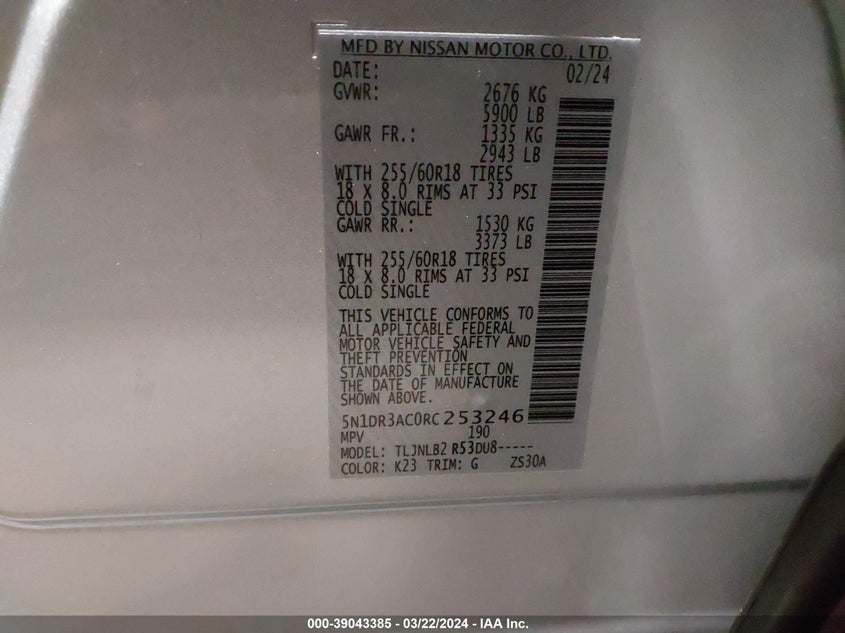 MFD BY NISSAN MOTOR CO., LTD.
DATE: 02/24
GVWR: 2676 KG
5900 LB
GAWR FR.: 1335 KG
2943 LB
WITH 255/60R18 TIRES
18 X 8.0 RIMS AT 33 PSI
COLD SINGLE
GAWR RR.: 1530 KG
3373 LB
WITH 255/60R18 TIRES
18 X 8.0 RIMS AT 33 PSI
COLD SINGLE
THIS VEHICLE CONFORMS TO
ALL APPLICABLE FEDERAL
MOTOR VEHICLE SAFETY AND
THEFT PREVENTION
STANDARDS IN EFFECT ON
THE DATE OF MANUFACTURE
SHOWN ABOVE.
5N1DR3AC0RC253246
MPV 190
MODEL: TLJNLB2 R53DU8-----
COLOR: K23 TRIM: G ZS30A
000-39043385 - 03/22/2024 - IAA Inc.